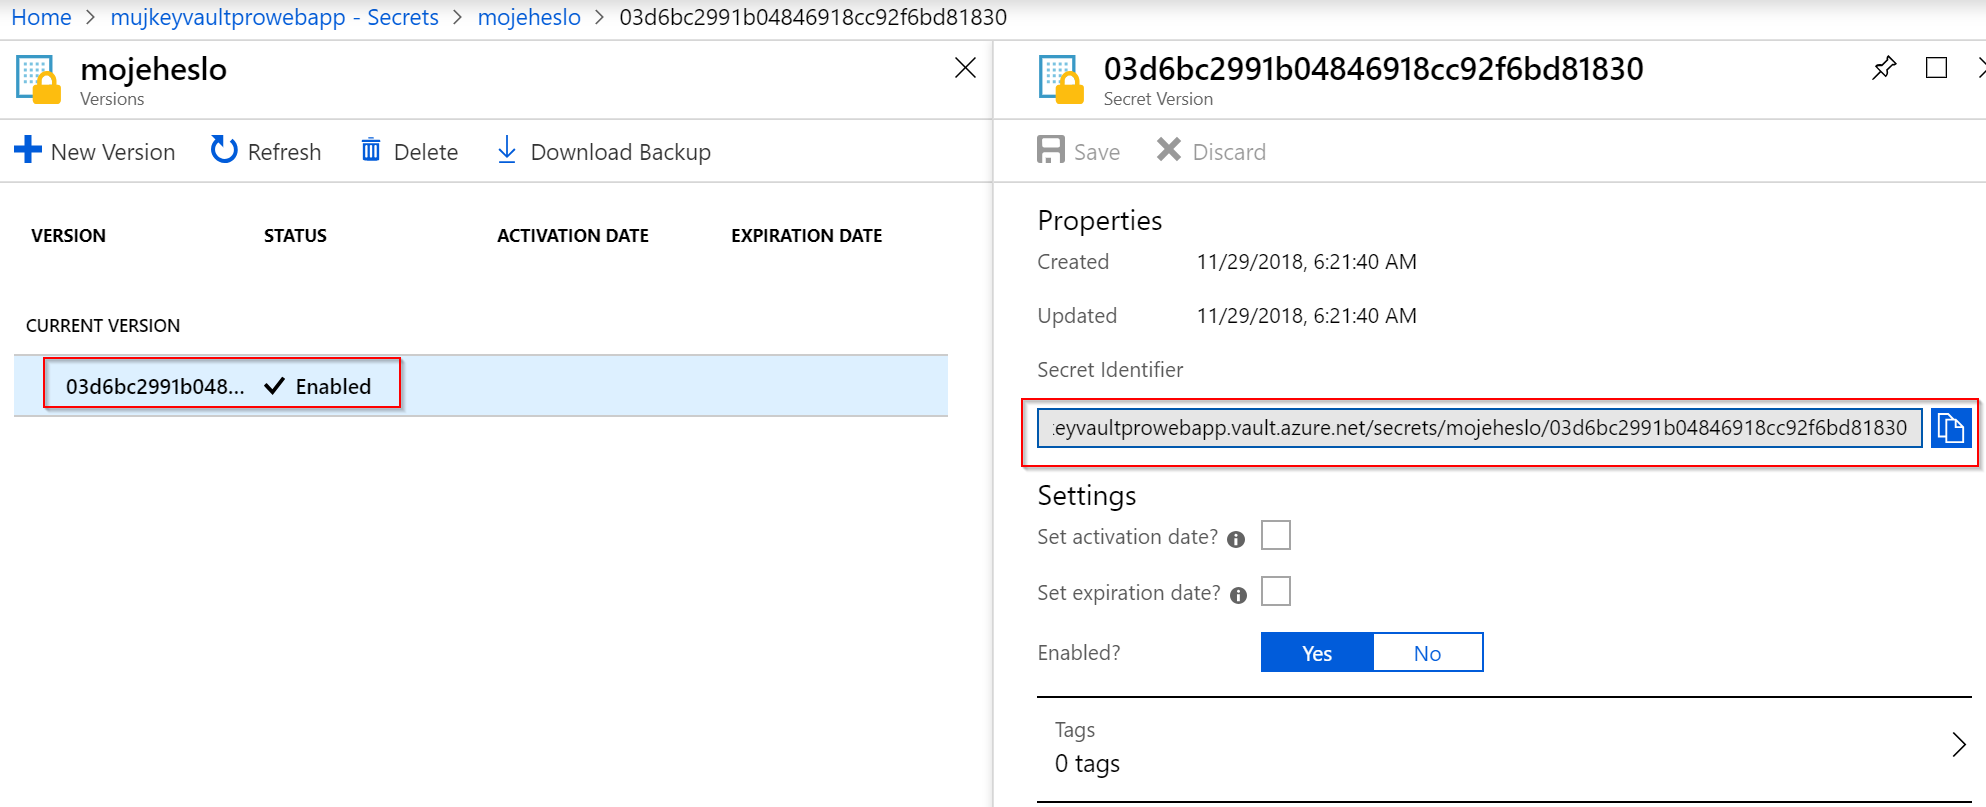 Home > mujkeyvaultprowebapp - Secrets > mojeheslo > 03d6bc2991b04846918cc92f6bd81830
mojeheslo
Versions
New Version Refresh Delete Download Backup
VERSION STATUS ACTIVATION DATE EXPIRATION DATE
CURRENT VERSION
03d6bc2991b048... ✓ Enabled
03d6bc2991b04846918cc92f6bd81830
Secret Version
Save Discard
Properties
Created 11/29/2018, 6:21:40 AM
Updated 11/29/2018, 6:21:40 AM
Secret Identifier
eyvaultprowebapp.vault.azure.net/secrets/mojeheslo/03d6bc2991b04846918cc92f6bd81830
Settings
Set activation date?
Set expiration date?
Enabled? Yes No
Tags
0 tags